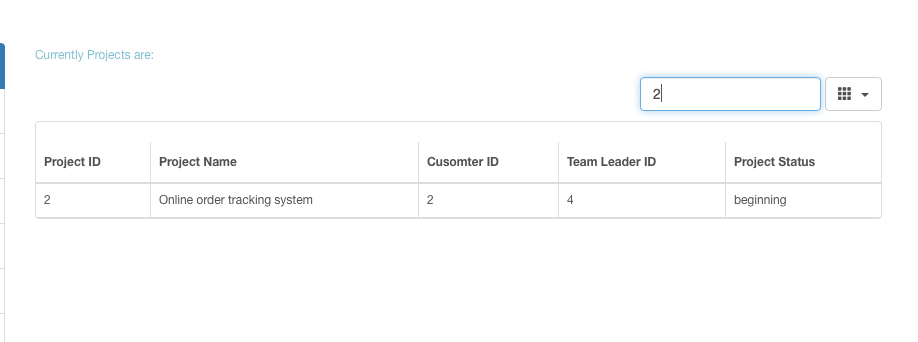 Currently Projects are:
2
Project ID Project Name Cusomter ID Team Leader ID Project Status
2 Online order tracking system 2 4 beginning